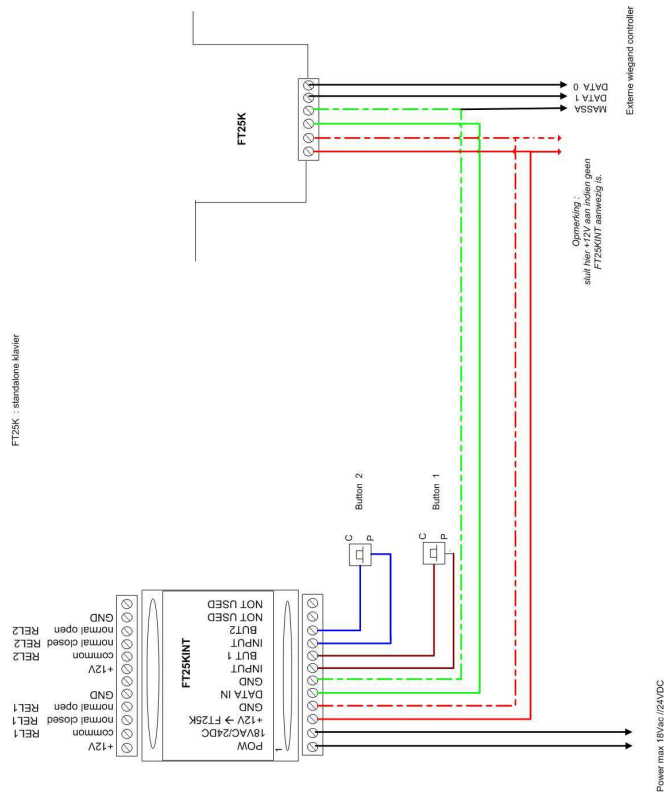 FT25K : standalone klavier
FT25K
DATA 0
DATA 1
MASSA
Externe wiegand controller
Opmerking :
sluit hier +12V aan indien geen
FT25KINT aanwezig is.
Button 2
C
P
Button 1
C
P
FT25KINT
1
GND
REL2 normal open
REL2 normal closed
REL2 common
+12V
GND
REL1 normal open
REL1 normal closed
REL1 common
+12V
NOT USED
NOT USED
BUT2
INPUT
BUT 1
INPUT
GND
DATA IN
GND
+12V → FT25K
18VAC/24DC
POW
Power max 18Vac //24VDC